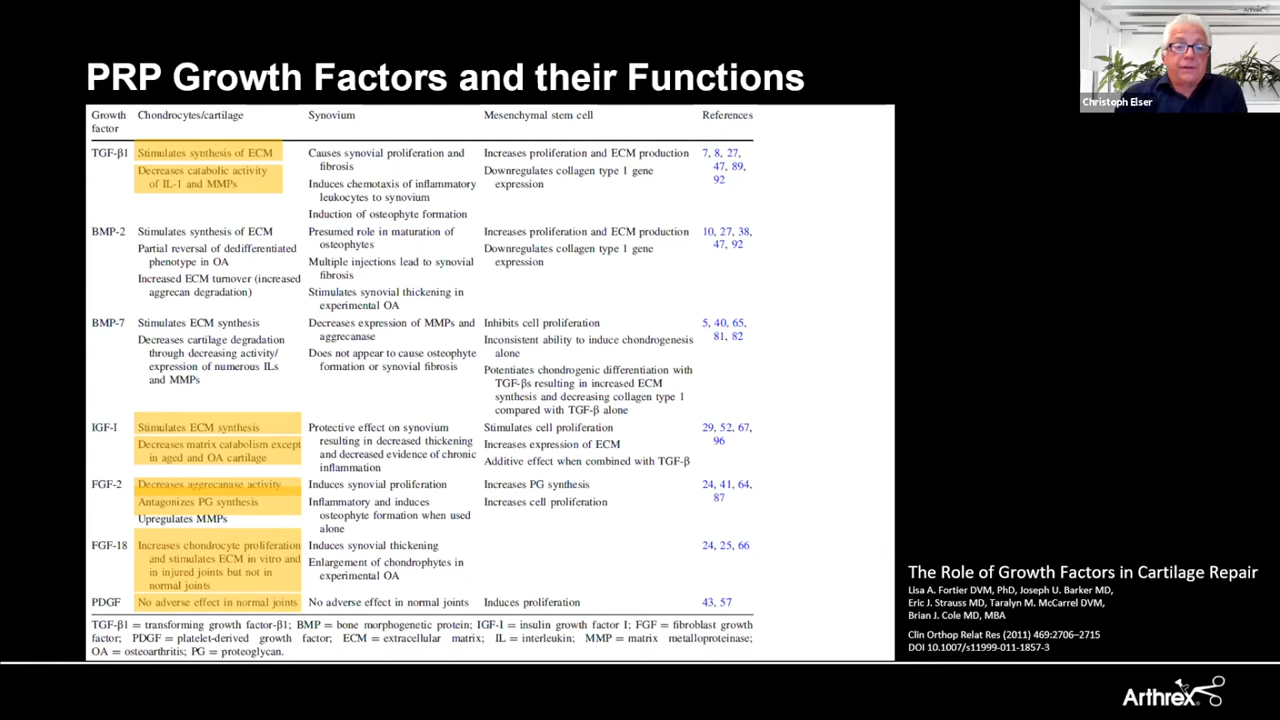 Arthrex
Christoph Elser
PRP Growth Factors and their Functions
Growth factor
Chondrocytes/cartilage
Synovium
Mesenchymal stem cell
References
TGF-β1
Stimulates synthesis of ECM
Decreases catabolic activity
of IL-1 and MMPs
Causes synovial proliferation and
fibrosis
Induces chemotaxis of inflammatory
leukocytes to synovium
Induction of osteophyte formation
Increases proliferation and ECM production
Downregulates collagen type 1 gene
expression
7, 8, 27,
47, 89,
92
BMP-2
Stimulates synthesis of ECM
Partial reversal of dedifferentiated
phenotype in OA
Increased ECM turnover (increased
aggrecan degradation)
Presumed role in maturation of
osteophytes
Multiple injections lead to synovial
fibrosis
Stimulates synovial thickening in
experimental OA
Increases proliferation and ECM production
Downregulates collagen type 1 gene
expression
10, 27, 38,
47, 92
BMP-7
Stimulates ECM synthesis
Decreases cartilage degradation
through decreasing activity/
expression of numerous ILs
and MMPs
Decreases expression of MMPs and
aggrecanase
Does not appear to cause osteophyte
formation or synovial fibrosis
Inhibits cell proliferation
Inconsistent ability to induce chondrogenesis
alone
Potentiates chondrogenic differentiation with
TGF-βs resulting in increased ECM
synthesis and decreasing collagen type 1
compared with TGF-β alone
5, 40, 65,
81, 82
IGF-I
Stimulates ECM synthesis
Decreases matrix catabolism except
in aged and OA cartilage
Protective effect on synovium
resulting in decreased thickening
and decreased evidence of chronic
inflammation
Stimulates cell proliferation
Increases expression of ECM
Additive effect when combined with TGF-β
29, 52, 67,
96
FGF-2
Decreases aggrecanase activity
Antagonizes PG synthesis
Upregulates MMPs
Induces synovial proliferation
Inflammatory and induces
osteophyte formation when used
alone
Increases PG synthesis
Increases cell proliferation
24, 41, 64,
87
FGF-18
Increases chondrocyte proliferation
and stimulates ECM in vitro and
in injured joints but not in
normal joints
Induces synovial thickening
Enlargement of chondrophytes in
experimental OA
24, 25, 66
PDGF
No adverse effect in normal joints
No adverse effect in normal joints
Induces proliferation
43, 57
TGF-β1 = transforming growth factor-β1; BMP = bone morphogenetic protein; IGF-1 = insulin growth factor I; FGF = fibroblast growth
factor; PDGF = platelet-derived growth factor; ECM = extracellular matrix; IL = interleukin; MMP = matrix metalloproteinase;
OA = osteoarthritis; PG = proteoglycan.
The Role of Growth Factors in Cartilage Repair
Lisa A. Fortier DVM, PhD, Joseph U. Barker MD,
Eric J. Strauss MD, Taralyn M. McCarrel DVM,
Brian J. Cole MD, MBA
Clin Orthop Relat Res (2011) 469:2706–2715
DOI 10.1007/s11999-011-1857-3
Arthrex